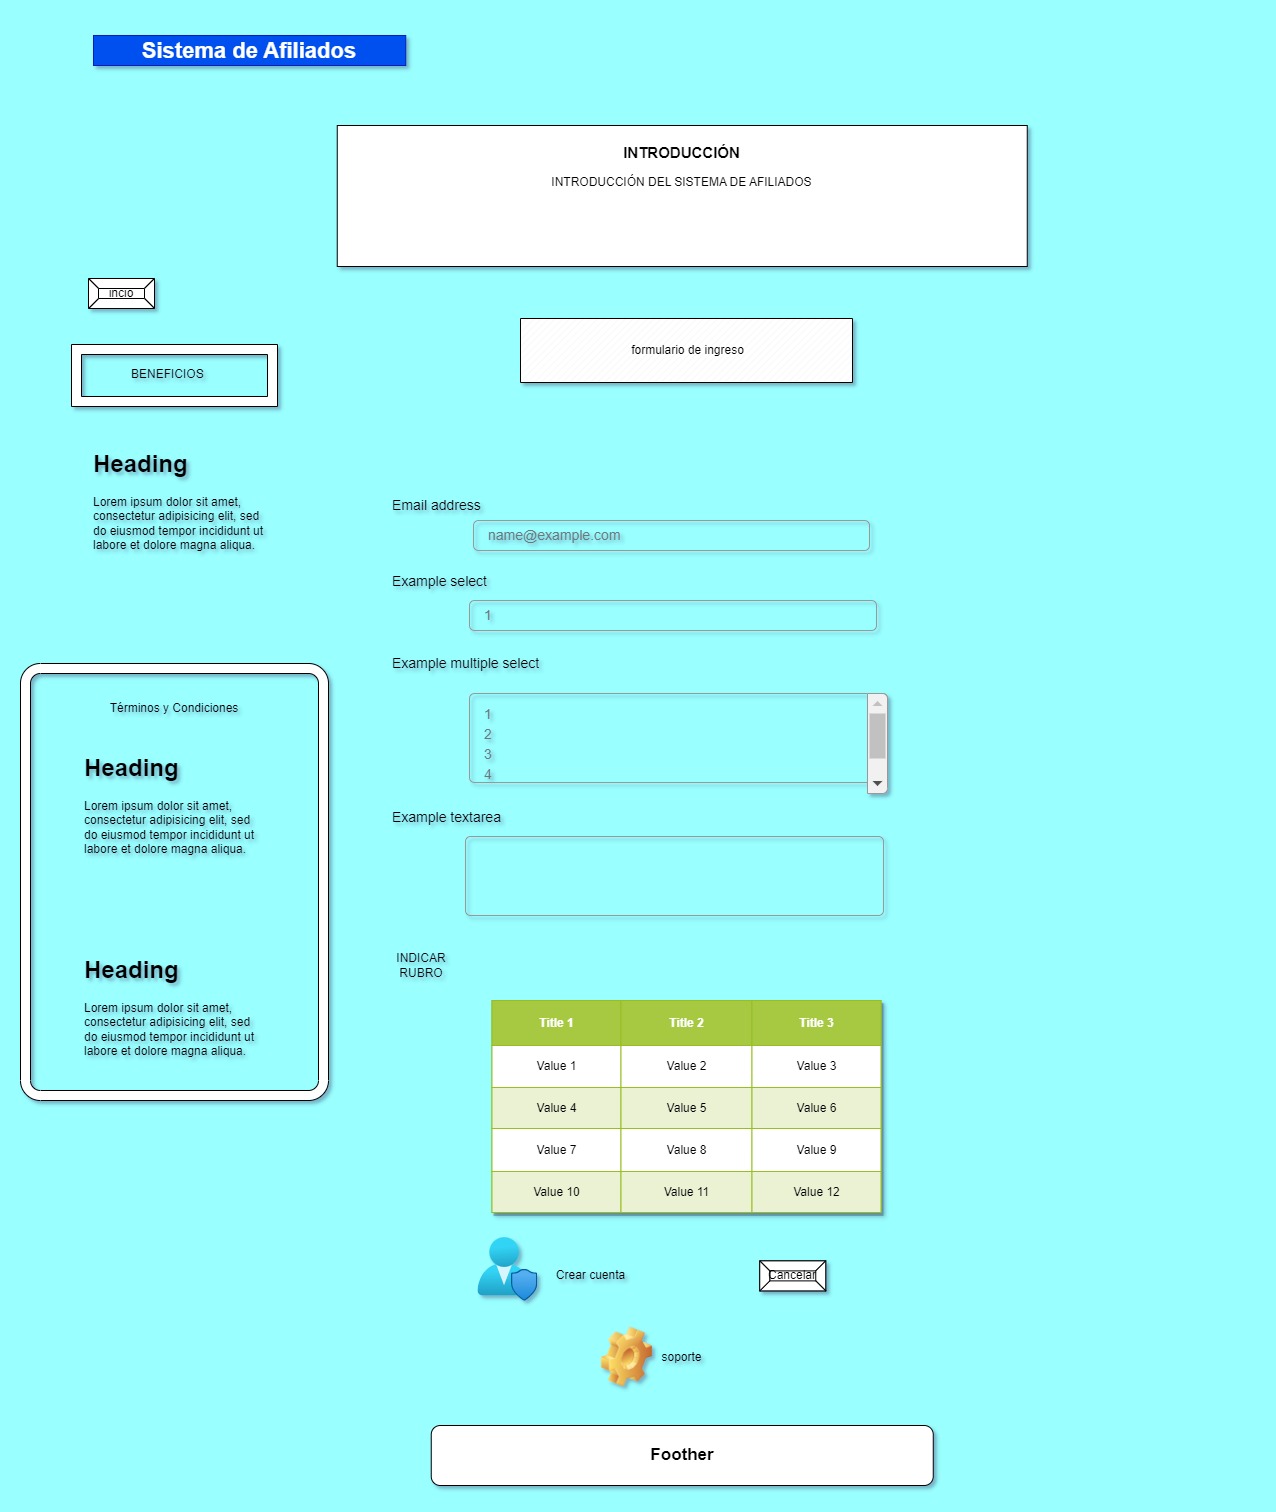 Sistema de Afiliados
INTRODUCCIÓN
INTRODUCCIÓN DEL SISTEMA DE AFILIADOS
incio
formulario de ingreso
BENEFICIOS
Heading
Lorem ipsum dolor sit amet,
consectetur adipisicing elit, sed
do eiusmod tempor incididunt ut
labore et dolore magna aliqua.
Términos y Condiciones
Heading
Lorem ipsum dolor sit amet,
consectetur adipisicing elit, sed
do eiusmod tempor incididunt ut
labore et dolore magna aliqua.
Heading
Lorem ipsum dolor sit amet,
consectetur adipisicing elit, sed
do eiusmod tempor incididunt ut
labore et dolore magna aliqua.
Email address
name@example.com
Example select
1
Example multiple select
1
2
3
4
Example textarea
INDICAR
RUBRO
Title 1 Title 2 Title 3
Value 1 Value 2 Value 3
Value 4 Value 5 Value 6
Value 7 Value 8 Value 9
Value 10 Value 11 Value 12
Crear cuenta
Cancelar
soporte
Foother